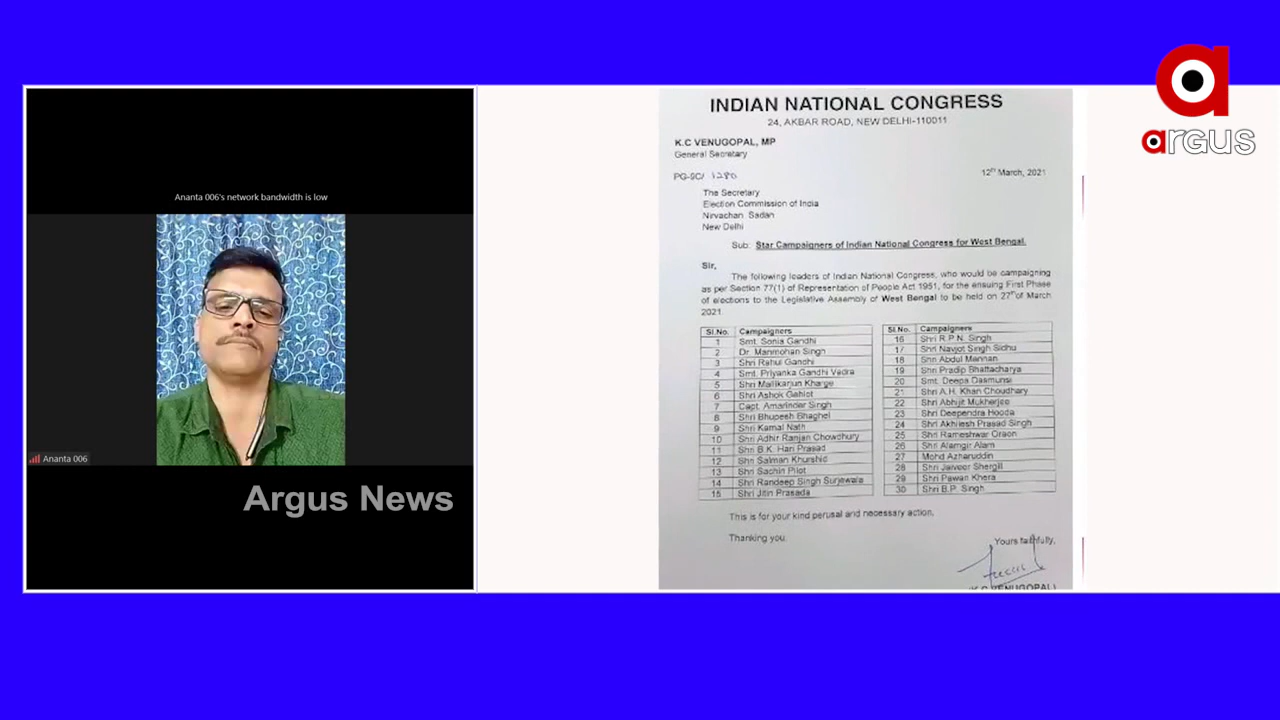 argus
Ananta 006's network bandwidth is low
Ananta 006
Argus News
INDIAN NATIONAL CONGRESS
24, AKBAR ROAD, NEW DELHI-110011
K.C VENUGOPAL, MP
General Secretary
PG-GC/ 1280
12th March, 2021
The Secretary
Election Commission of India
Nirvachan Sadan
New Delhi
Sub: Star Campaigners of Indian National Congress for West Bengal.
Sir,
The following leaders of Indian National Congress, who would be campaigning
as per Section 77(1) of Representation of People Act 1951, for the ensuing First Phase
of elections to the Legislative Assembly of West Bengal to be held on 27th of March
2021.
Sl.No. Campaigners
1 Smt. Sonia Gandhi
2 Dr. Manmohan Singh
3 Shri Rahul Gandhi
4 Smt. Priyanka Gandhi Vadra
5 Shri Mallikarjun Kharge
6 Shri Ashok Gehlot
7 Capt. Amarinder Singh
8 Shri Bhupesh Bhaghel
9 Shri Kamal Nath
10 Shri Adhir Ranjan Chowdhury
11 Shri B.K. Hari Prasad
12 Shri Salman Khurshid
13 Shri Sachin Pilot
14 Shri Randeep Singh Surjewala
15 Shri Jitin Prasada
Sl.No. Campaigners
16 Shri R.P.N. Singh
17 Shri Navjot Singh Sidhu
18 Shri Abdul Mannan
19 Shri Pradip Bhattacharya
20 Smt. Deepa Dasmunsi
21 Shri A.H. Khan Choudhary
22 Shri Abhijit Mukherjee
23 Shri Deependra Hooda
24 Shri Akhilesh Prasad Singh
25 Shri Rameshwar Oraon
26 Shri Alamgir Alam
27 Mohd Azharuddin
28 Shri Jaiveer Shergill
29 Shri Pawan Khera
30 Shri B.P. Singh
This is for your kind perusal and necessary action.
Thanking you.
Yours faithfully,
(K.C VENUGOPAL)